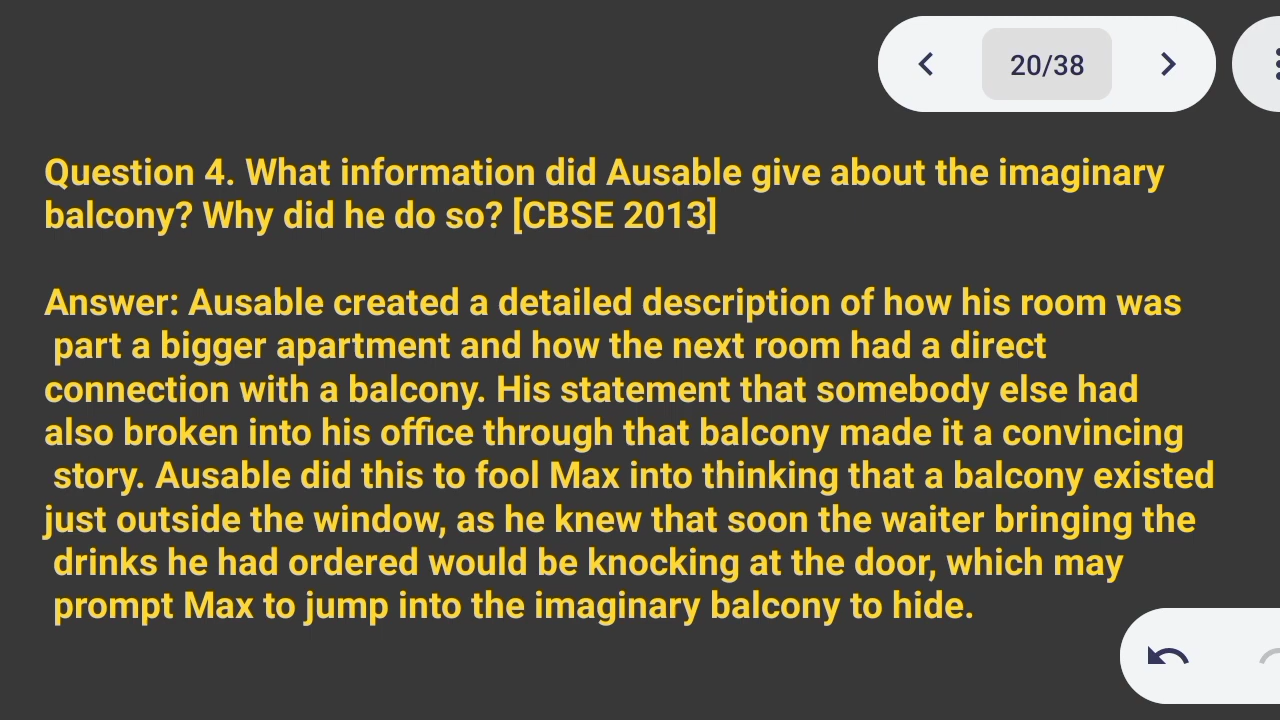 20/38
Question 4. What information did Ausable give about the imaginary
balcony? Why did he do so? [CBSE 2013]
Answer: Ausable created a detailed description of how his room was
part a bigger apartment and how the next room had a direct
connection with a balcony. His statement that somebody else had
also broken into his office through that balcony made it a convincing
story. Ausable did this to fool Max into thinking that a balcony existed
just outside the window, as he knew that soon the waiter bringing the
drinks he had ordered would be knocking at the door, which may
prompt Max to jump into the imaginary balcony to hide.